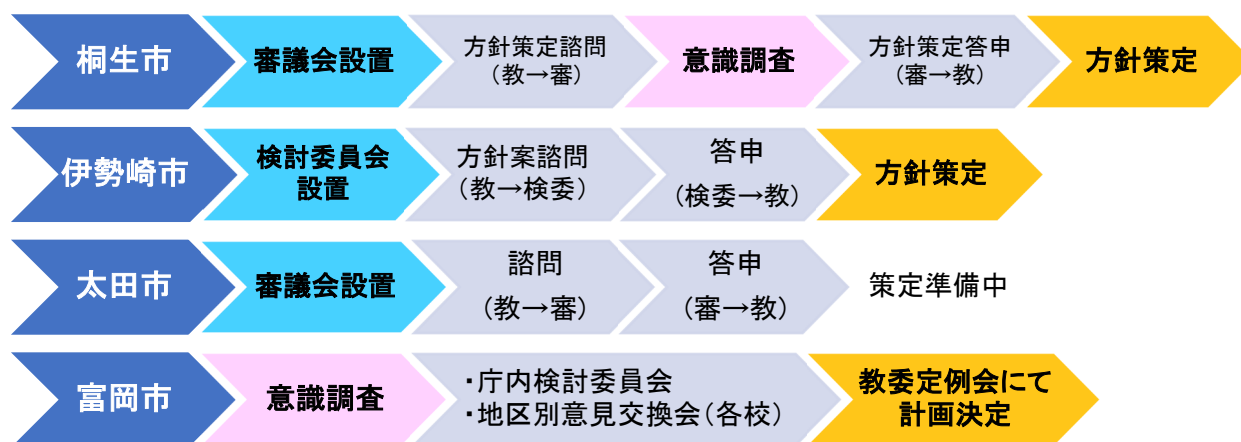 桐生市
審議会設置
方針策定諮問
(教→審)
意識調査
方針策定答申
(審→教)
方針策定
伊勢崎市
検討委員会
設置
方針案諮問
(教→検委)
答申
(検委→教)
方針策定
太田市
審議会設置
諮問
(教→審)
答申
(審→教)
策定準備中
富岡市
意識調査
・庁内検討委員会
・地区別意見交換会(各校)
教委定例会にて
計画決定